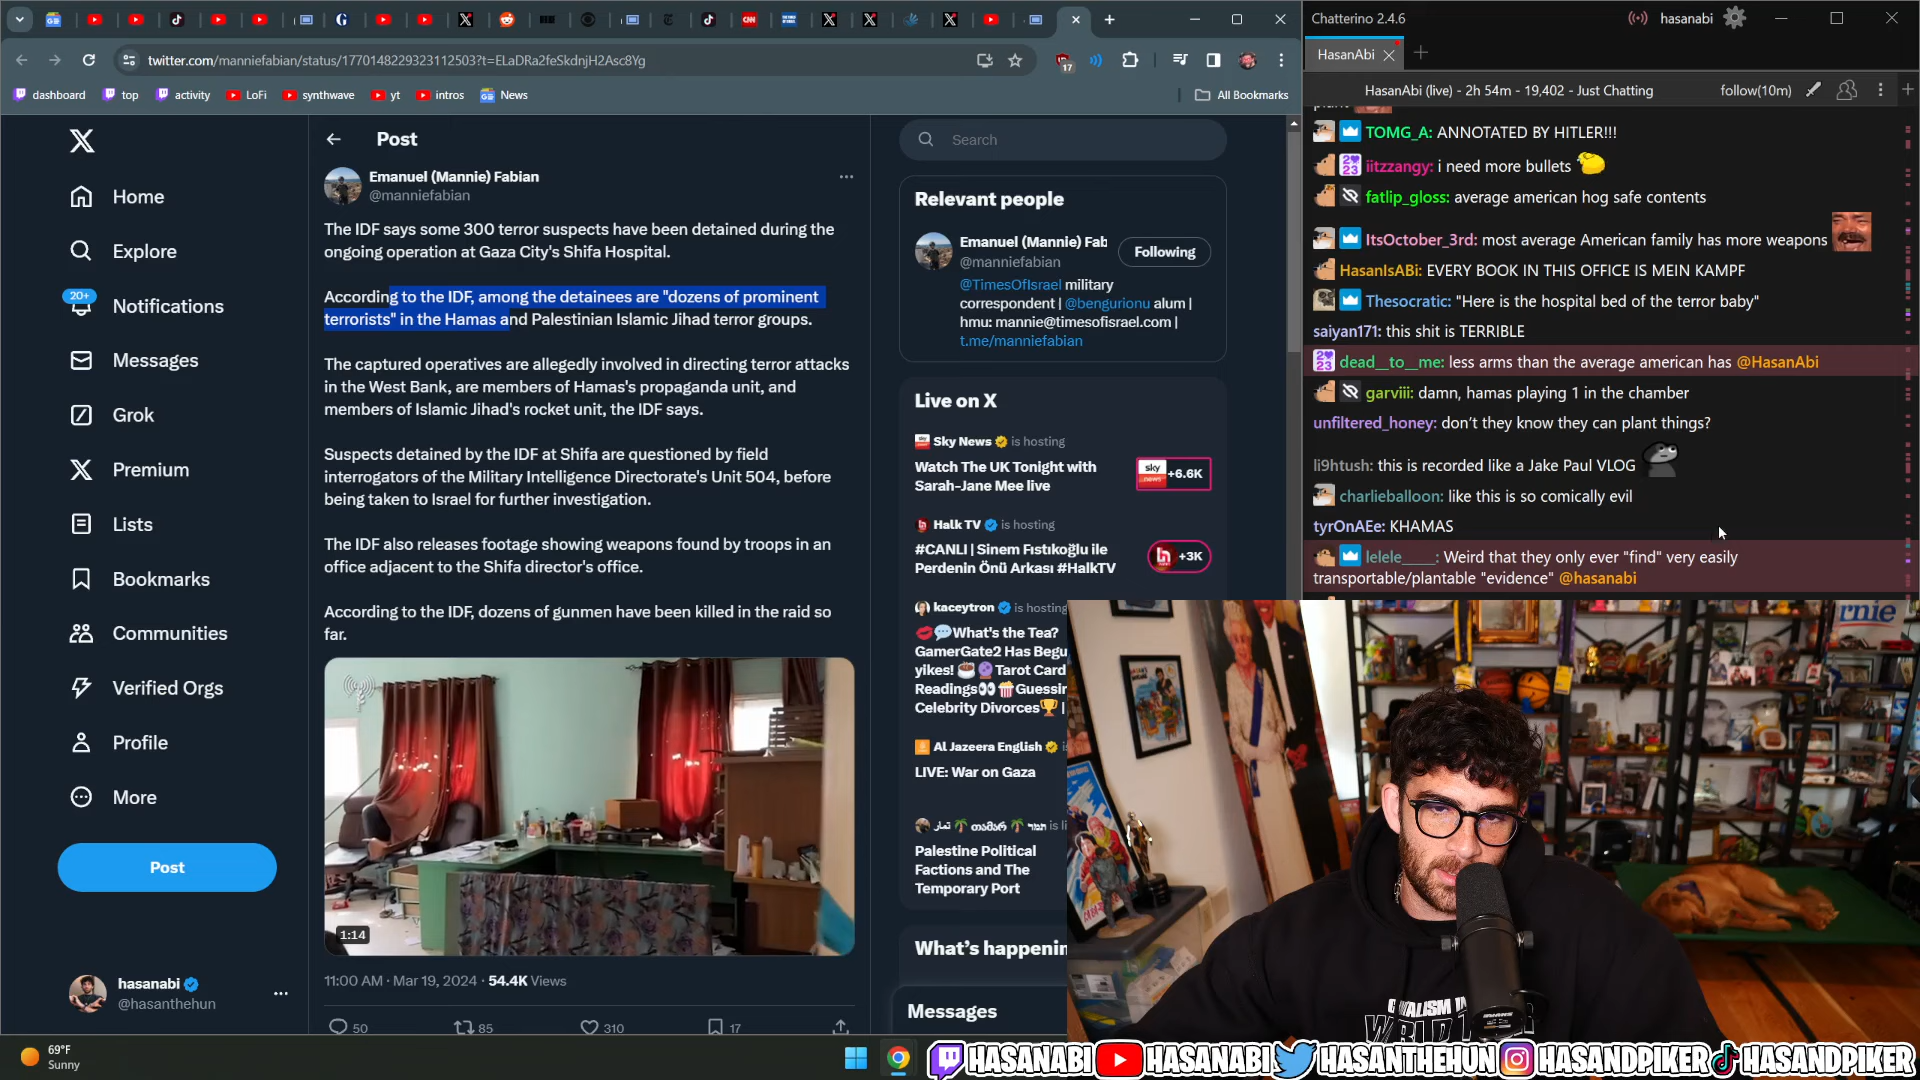 twitter.com/manniefabian/status/1770148229323112503?t=ELaDRa2feSkdnjH2Asc8Yg
17
dashboard
top
activity
LoFi
synthwave
yt
intros
News
All Bookmarks
Home
Explore
20+
Notifications
Messages
Grok
Premium
Lists
Bookmarks
Communities
Verified Orgs
Profile
More
Post
hasanabi
@hasanthehun
Post
Emanuel (Mannie) Fabian
@manniefabian
The IDF says some 300 terror suspects have been detained during the
ongoing operation at Gaza City's Shifa Hospital.
According to the IDF, among the detainees are "dozens of prominent
terrorists" in the Hamas and Palestinian Islamic Jihad terror groups.
The captured operatives are allegedly involved in directing terror attacks
in the West Bank, are members of Hamas's propaganda unit, and
members of Islamic Jihad's rocket unit, the IDF says.
Suspects detained by the IDF at Shifa are questioned by field
interrogators of the Military Intelligence Directorate's Unit 504, before
being taken to Israel for further investigation.
The IDF also releases footage showing weapons found by troops in an
office adjacent to the Shifa director's office.
According to the IDF, dozens of gunmen have been killed in the raid so
far.
1:14
11:00 AM · Mar 19, 2024 · 54.4K Views
50
85
310
17
Search
Relevant people
Emanuel (Mannie) Fab
@manniefabian
Following
@TimesOfIsrael military
correspondent | @bengurionu alum |
hmu: mannie@timesofisrael.com |
t.me/manniefabian
Live on X
Sky News is hosting
Watch The UK Tonight with
Sarah-Jane Mee live
sky news
+6.6K
Halk TV is hosting
#CANLI | Sinem Fıstıkoğlu ile
Perdenin Önü Arkası #HalkTV
+3K
kaceytron is hosting
💋💬What's the Tea?
GamerGate2 Has Begu
yikes! ☕🔮Tarot Card
Readings👀🍿Guessin
Celebrity Divorces🏆 |
Al Jazeera English
LIVE: War on Gaza
تمار 🌴 თამარ 🌴 תמר is li
Palestine Political
Factions and The
Temporary Port
What's happenin
Messages
Chatterino 2.4.6
hasanabi
HasanAbi
HasanAbi (live) - 2h 54m - 19,402 - Just Chatting
follow(10m)
TOMG_A: ANNOTATED BY HITLER!!!
iitzzangy: i need more bullets
fatlip_gloss: average american hog safe contents
ItsOctober_3rd: most average American family has more weapons
HasanIsABi: EVERY BOOK IN THIS OFFICE IS MEIN KAMPF
Thesocratic: "Here is the hospital bed of the terror baby"
saiyan171: this shit is TERRIBLE
dead__to__me: less arms than the average american has @HasanAbi
garviii: damn, hamas playing 1 in the chamber
unfiltered_honey: don't they know they can plant things?
li9htush: this is recorded like a Jake Paul VLOG
charlieballoon: like this is so comically evil
tyrOnAEe: KHAMAS
lelele____: Weird that they only ever "find" very easily
transportable/plantable "evidence" @hasanabi
rnie
69°F
Sunny
HASANABI
HASANABI
HASANTHEHUN
HASANDPIKER
HASANDPIKER